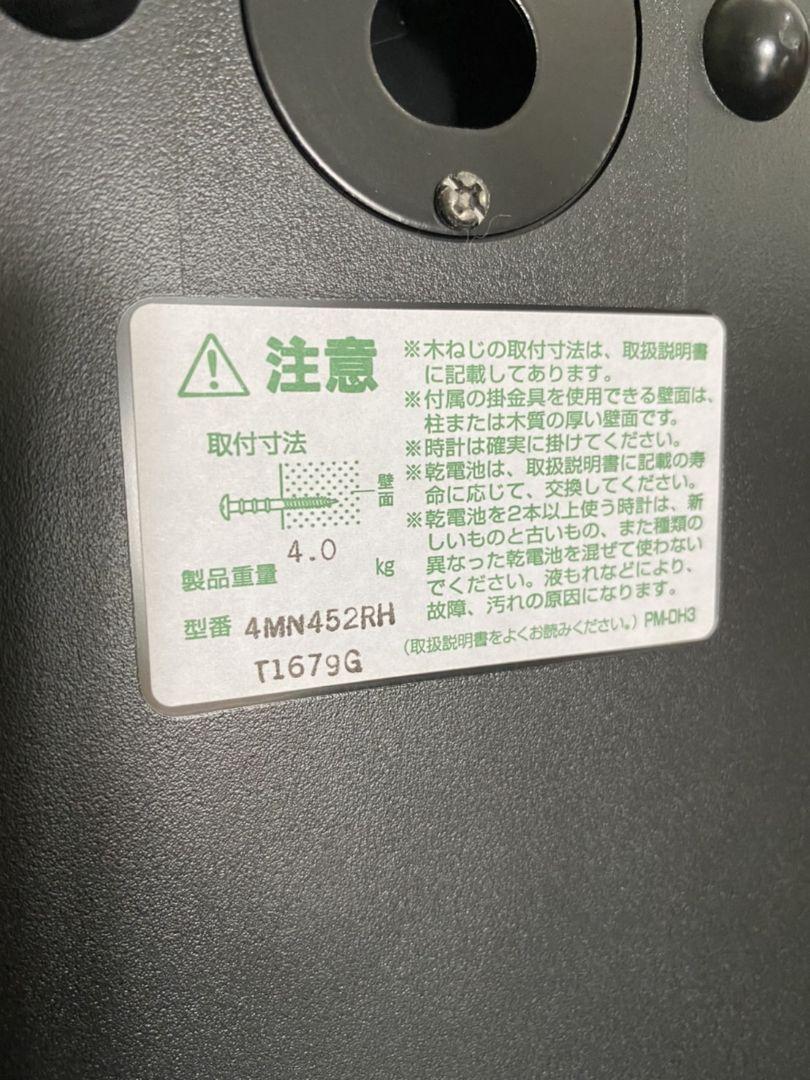 注意
取付寸法
壁面
製品重量 4.0 kg
型番 4MN452RH
T1679G
※木ねじの取付寸法は、取扱説明書
に記載してあります。
※付属の掛金具を使用できる壁面は、
柱または木質の厚い壁面です。
※時計は確実に掛けてください。
※乾電池は、取扱説明書に記載の寿
命に応じて、交換してください。
※乾電池を2本以上使う時計は、新
しいものと古いもの、また種類の
異なった乾電池を混ぜて使わない
でください。液もれなどにより、
故障、汚れの原因になります。
(取扱説明書をよくお読みください。) PM-DH3